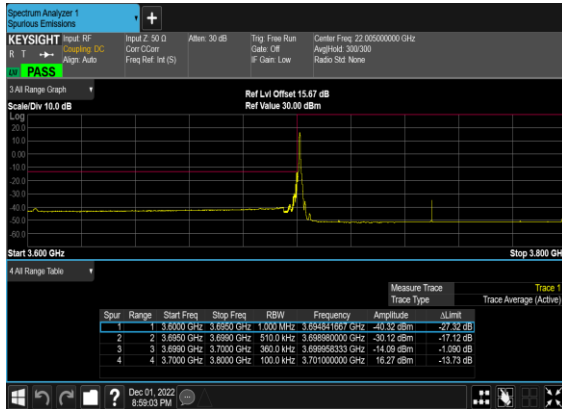 Spectrum Analyzer 1
Spurious Emissions
+
KEYSIGHT Input: RF Input Z: 50 Ω Atten: 30 dB Trig: Free Run Center Freq: 22.005000000 GHz
R T Coupling: DC Corr CCorr Gate: Off Avg|Hold: 300/300
Align: Auto Freq Ref: Int (S) IF Gain: Low Radio Std: None
PASS
3 All Range Graph
Ref Lvl Offset 15.67 dB
Scale/Div 10.0 dB Ref Value 30.00 dBm
Log
20.0
10.0
0.00
-10.0
-20.0
-30.0
-40.0
-50.0
-60.0
Start 3.600 GHz Stop 3.800 GH
4 All Range Table
Measure Trace Trace 1
Trace Type Trace Average (Active)
Spur Range Start Freq Stop Freq RBW Frequency Amplitude ΔLimit
1 1 3.6000 GHz 3.6950 GHz 1.000 MHz 3.694841667 GHz -40.32 dBm -27.32 dB
2 2 3.6950 GHz 3.6990 GHz 510.0 kHz 3.698980000 GHz -30.12 dBm -17.12 dB
3 3 3.6990 GHz 3.7000 GHz 360.0 kHz 3.699958333 GHz -14.09 dBm -1.090 dB
4 4 3.7000 GHz 3.8000 GHz 100.0 kHz 3.701000000 GHz 16.27 dBm -13.73 dB
? Dec 01, 2022
8:59:03 PM